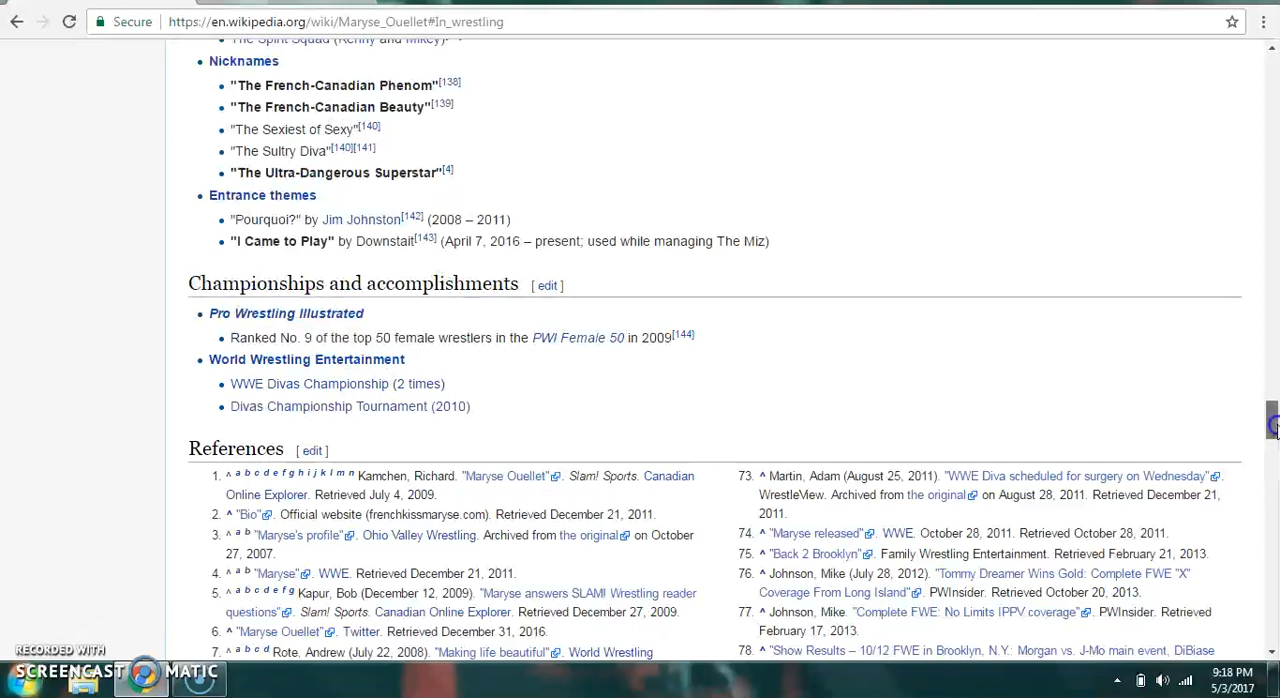 Secure https://en.wikipedia.org/wiki/Maryse_Ouellet#In_wrestling
The Spirit Squad (Kenny and Mikey)
Nicknames
"The French-Canadian Phenom"[138]
"The French-Canadian Beauty"[139]
"The Sexiest of Sexy"[140]
"The Sultry Diva"[140][141]
"The Ultra-Dangerous Superstar"[4]
Entrance themes
"Pourquoi?" by Jim Johnston[142] (2008 – 2011)
"I Came to Play" by Downstait[143] (April 7, 2016 – present; used while managing The Miz)
Championships and accomplishments [ edit ]
Pro Wrestling Illustrated
Ranked No. 9 of the top 50 female wrestlers in the PWI Female 50 in 2009[144]
World Wrestling Entertainment
WWE Divas Championship (2 times)
Divas Championship Tournament (2010)
References [ edit ]
1. ^ a b c d e f g h i j k l m n Kamchen, Richard. "Maryse Ouellet". Slam! Sports. Canadian
Online Explorer. Retrieved July 4, 2009.
2. ^ "Bio". Official website (frenchkissmaryse.com). Retrieved December 21, 2011.
3. ^ a b "Maryse's profile". Ohio Valley Wrestling. Archived from the original on October
27, 2007.
4. ^ a b "Maryse". WWE. Retrieved December 21, 2011.
5. ^ a b c d e f g Kapur, Bob (December 12, 2009). "Maryse answers SLAM! Wrestling reader
questions". Slam! Sports. Canadian Online Explorer. Retrieved December 27, 2009.
6. ^ "Maryse Ouellet". Twitter. Retrieved December 31, 2016.
7. ^ a b c d Rote, Andrew (July 22, 2008). "Making life beautiful". World Wrestling
73. ^ Martin, Adam (August 25, 2011). "WWE Diva scheduled for surgery on Wednesday".
WrestleView. Archived from the original on August 28, 2011. Retrieved December 21,
2011.
74. ^ "Maryse released". WWE. October 28, 2011. Retrieved October 28, 2011.
75. ^ "Back 2 Brooklyn". Family Wrestling Entertainment. Retrieved February 21, 2013.
76. ^ Johnson, Mike (July 28, 2012). "Tommy Dreamer Wins Gold: Complete FWE "X"
Coverage From Long Island". PWInsider. Retrieved October 20, 2013.
77. ^ Johnson, Mike. "Complete FWE: No Limits IPPV coverage". PWInsider. Retrieved
February 17, 2013.
78. ^ "Show Results – 10/12 FWE in Brooklyn, N.Y.: Morgan vs. J-Mo main event, DiBiase
RECORDED WITH
SCREENCAST MATIC
9:18 PM
5/3/2017